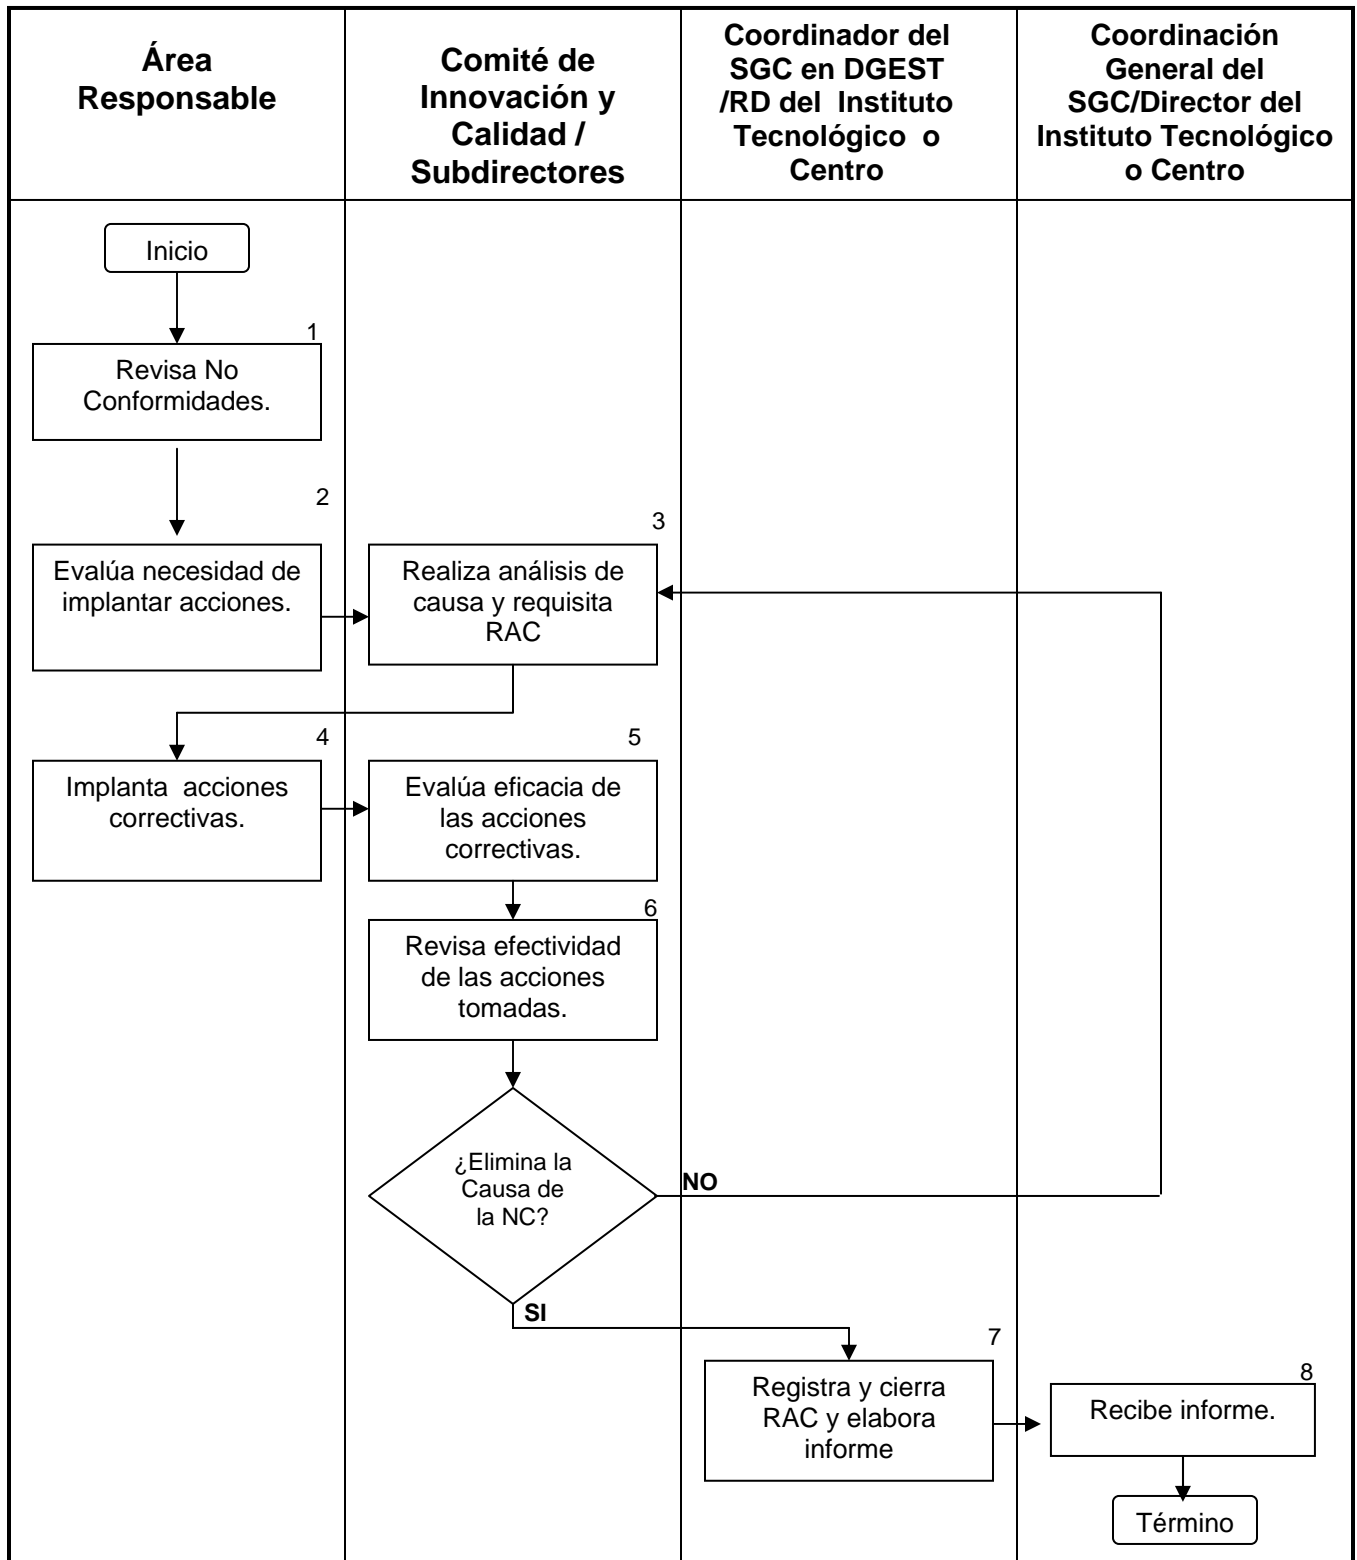 Área
Responsable
Comité de
Innovación y
Calidad /
Subdirectores
Coordinador del
SGC en DGEST
/RD del Instituto
Tecnológico o
Centro
Coordinación
General del
SGC/Director del
Instituto Tecnológico
o Centro
Inicio
1
Revisa No
Conformidades.
2
Evalúa necesidad de
implantar acciones.
3
Realiza análisis de
causa y requisita
RAC
4
Implanta acciones
correctivas.
5
Evalúa eficacia de
las acciones
correctivas.
6
Revisa efectividad
de las acciones
tomadas.
¿Elimina la
Causa de
la NC?
NO
SI
7
Registra y cierra
RAC y elabora
informe
8
Recibe informe.
Término